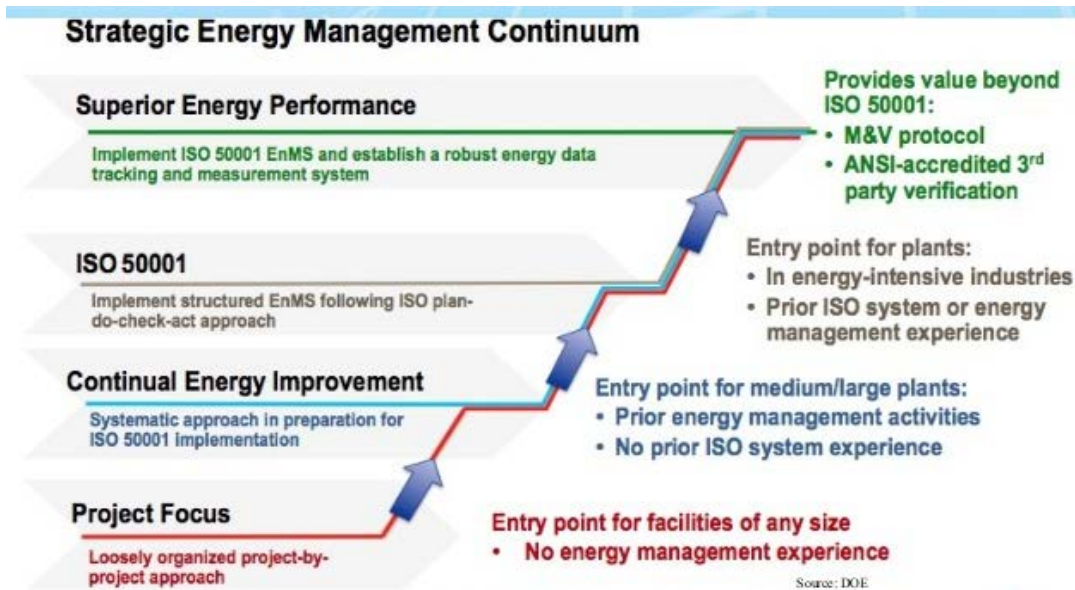 Strategic Energy Management Continuum
Superior Energy Performance
Implement ISO 50001 EnMS and establish a robust energy data
tracking and measurement system
Provides value beyond
ISO 50001:
• M&V protocol
• ANSI-accredited 3rd
party verification
ISO 50001
Implement structured EnMS following ISO plan-
do-check-act approach
Entry point for plants:
• In energy-intensive industries
• Prior ISO system or energy
management experience
Continual Energy Improvement
Systematic approach in preparation for
ISO 50001 implementation
Entry point for medium/large plants:
• Prior energy management activities
• No prior ISO system experience
Project Focus
Loosely organized project-by-
project approach
Entry point for facilities of any size
• No energy management experience
Source: DOE